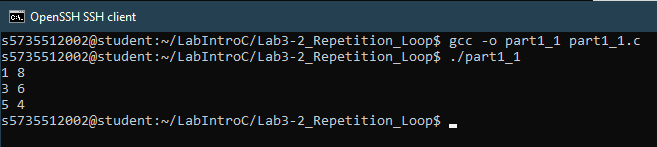 OpenSSH SSH client
s5735512002@student:~/LabIntroC/Lab3-2_Repetition_Loop$ gcc -o part1_1 part1_1.c
s5735512002@student:~/LabIntroC/Lab3-2_Repetition_Loop$ ./part1_1
1 8
3 6
5 4
s5735512002@student:~/LabIntroC/Lab3-2_Repetition_Loop$